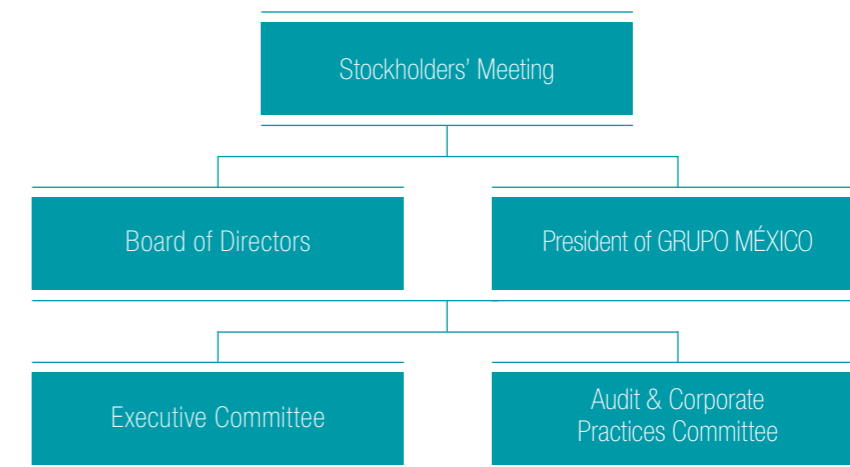 Stockholders’ Meeting
Board of Directors
President of GRUPO MÉXICO
Executive Committee
Audit & Corporate
Practices Committee